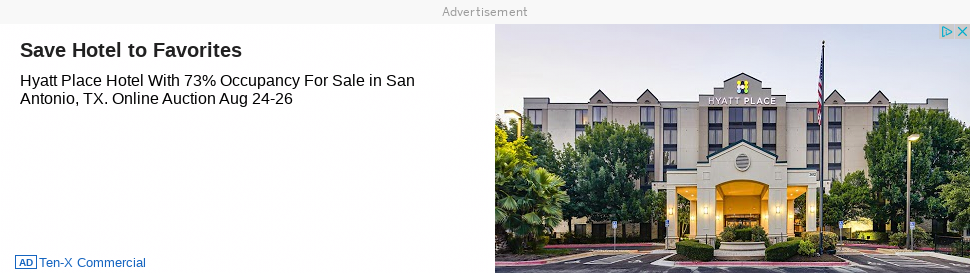 Advertisement
Save Hotel to Favorites
Hyatt Place Hotel With 73% Occupancy For Sale in San
Antonio, TX. Online Auction Aug 24-26
HYATT PLACE
AD Ten-X Commercial